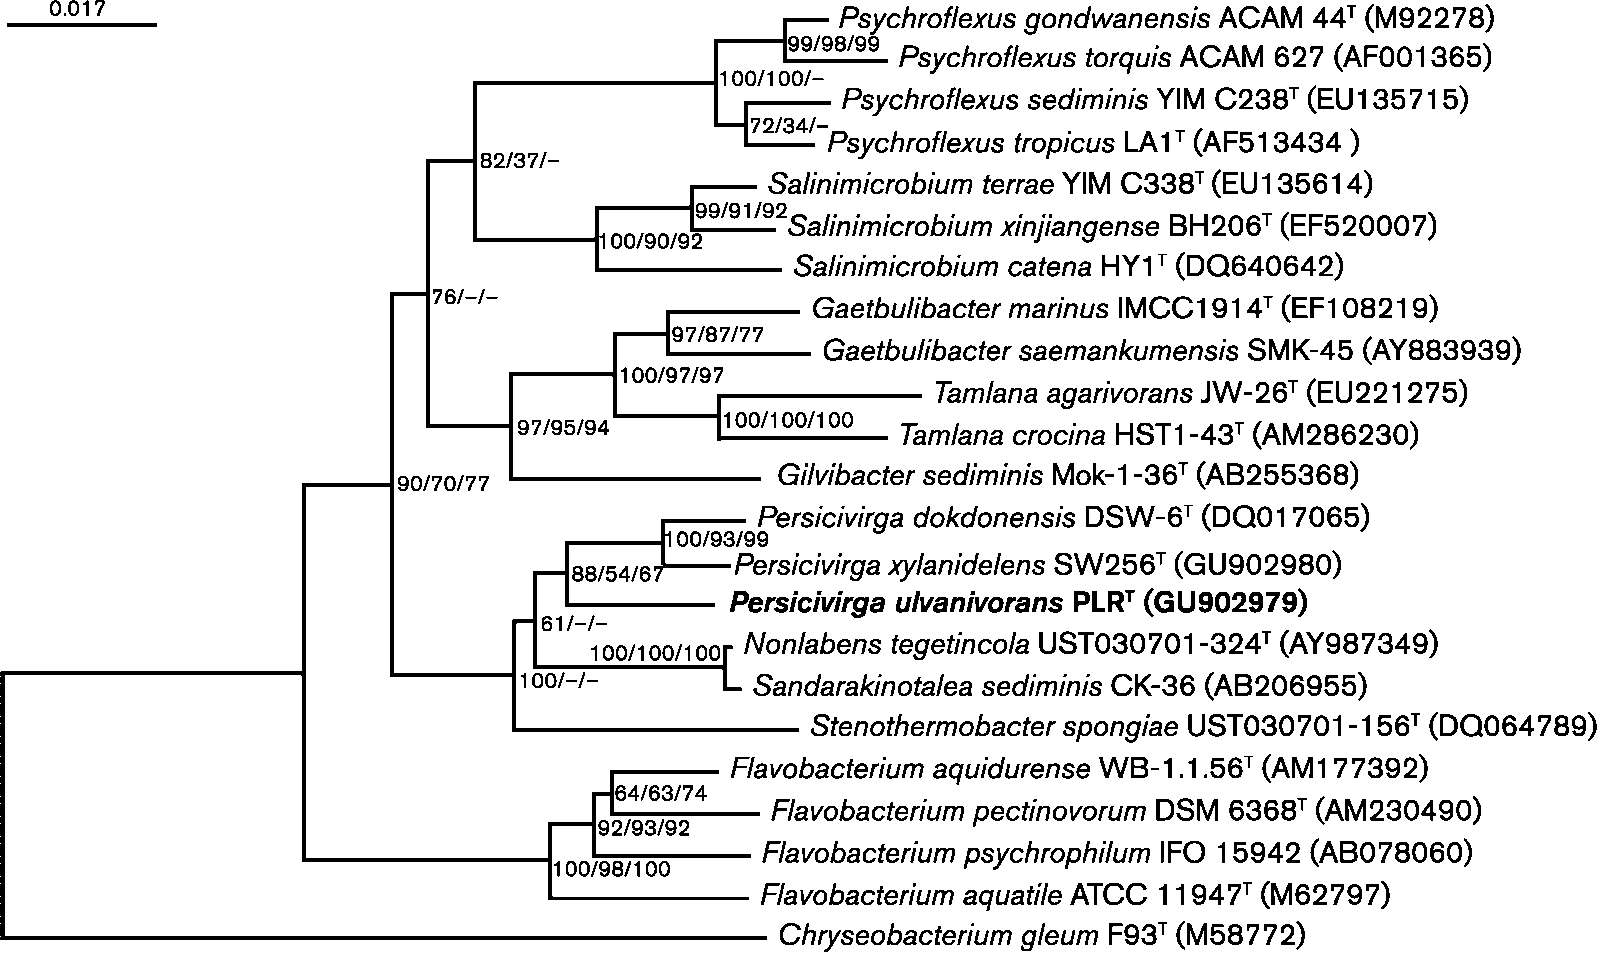 0.017
Psychroflexus gondwanensis ACAM 44ᵀ (M92278)
99/98/99
Psychroflexus torquis ACAM 627 (AF001365)
100/100/–
Psychroflexus sediminis YIM C238ᵀ (EU135715)
72/34/–
Psychroflexus tropicus LA1ᵀ (AF513434 )
82/37/–
Salinimicrobium terrae YIM C338ᵀ (EU135614)
99/91/92
Salinimicrobium xinjiangense BH206ᵀ (EF520007)
100/90/92
Salinimicrobium catena HY1ᵀ (DQ640642)
76/–/–
Gaetbulibacter marinus IMCC1914ᵀ (EF108219)
97/87/77
Gaetbulibacter saemankumensis SMK-45 (AY883939)
100/97/97
Tamlana agarivorans JW-26ᵀ (EU221275)
100/100/100
97/95/94
Tamlana crocina HST1-43ᵀ (AM286230)
Gilvibacter sediminis Mok-1-36ᵀ (AB255368)
90/70/77
Persicivirga dokdonensis DSW-6ᵀ (DQ017065)
100/93/99
Persicivirga xylanidelens SW256ᵀ (GU902980)
88/54/67
Persicivirga ulvanivorans PLRᵀ (GU902979)
61/–/–
Nonlabens tegetincola UST030701-324ᵀ (AY987349)
100/100/100
100/–/–
Sandarakinotalea sediminis CK-36 (AB206955)
Stenothermobacter spongiae UST030701-156ᵀ (DQ064789)
Flavobacterium aquidurense WB-1.1.56ᵀ (AM177392)
64/63/74
Flavobacterium pectinovorum DSM 6368ᵀ (AM230490)
92/93/92
Flavobacterium psychrophilum IFO 15942 (AB078060)
100/98/100
Flavobacterium aquatile ATCC 11947ᵀ (M62797)
Chryseobacterium gleum F93ᵀ (M58772)